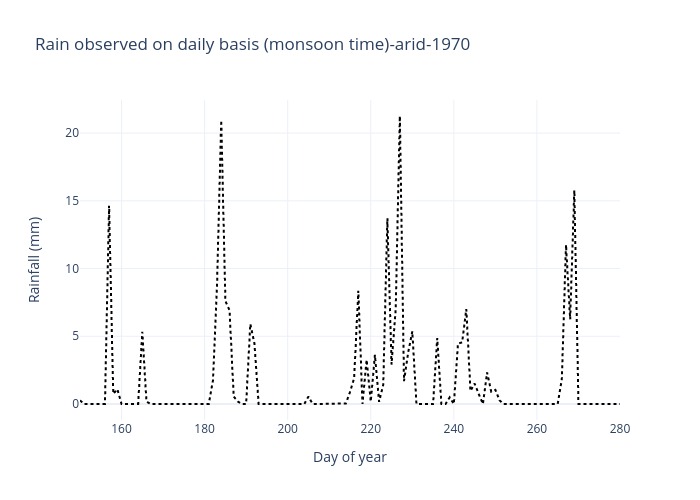 Rain observed on daily basis (monsoon time)-arid-1970
20
15
10
5
0
Rainfall (mm)
160 180 200 220 240 260 280
Day of year